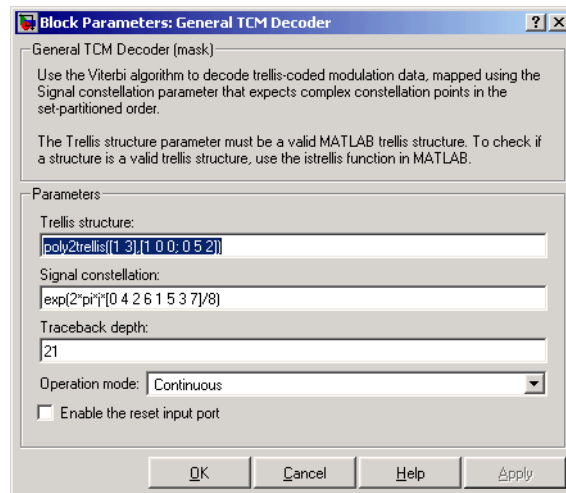 Block Parameters: General TCM Decoder
General TCM Decoder (mask)
Use the Viterbi algorithm to decode trellis-coded modulation data, mapped using the
Signal constellation parameter that expects complex constellation points in the
set-partitioned order.
The Trellis structure parameter must be a valid MATLAB trellis structure. To check if
a structure is a valid trellis structure, use the istrellis function in MATLAB.
Parameters
Trellis structure:
poly2trellis([1 3],[1 0 0; 0 5 2])
Signal constellation:
exp(2*pi*j*[0 4 2 6 1 5 3 7]/8)
Traceback depth:
21
Operation mode: Continuous
Enable the reset input port
OK Cancel Help Apply